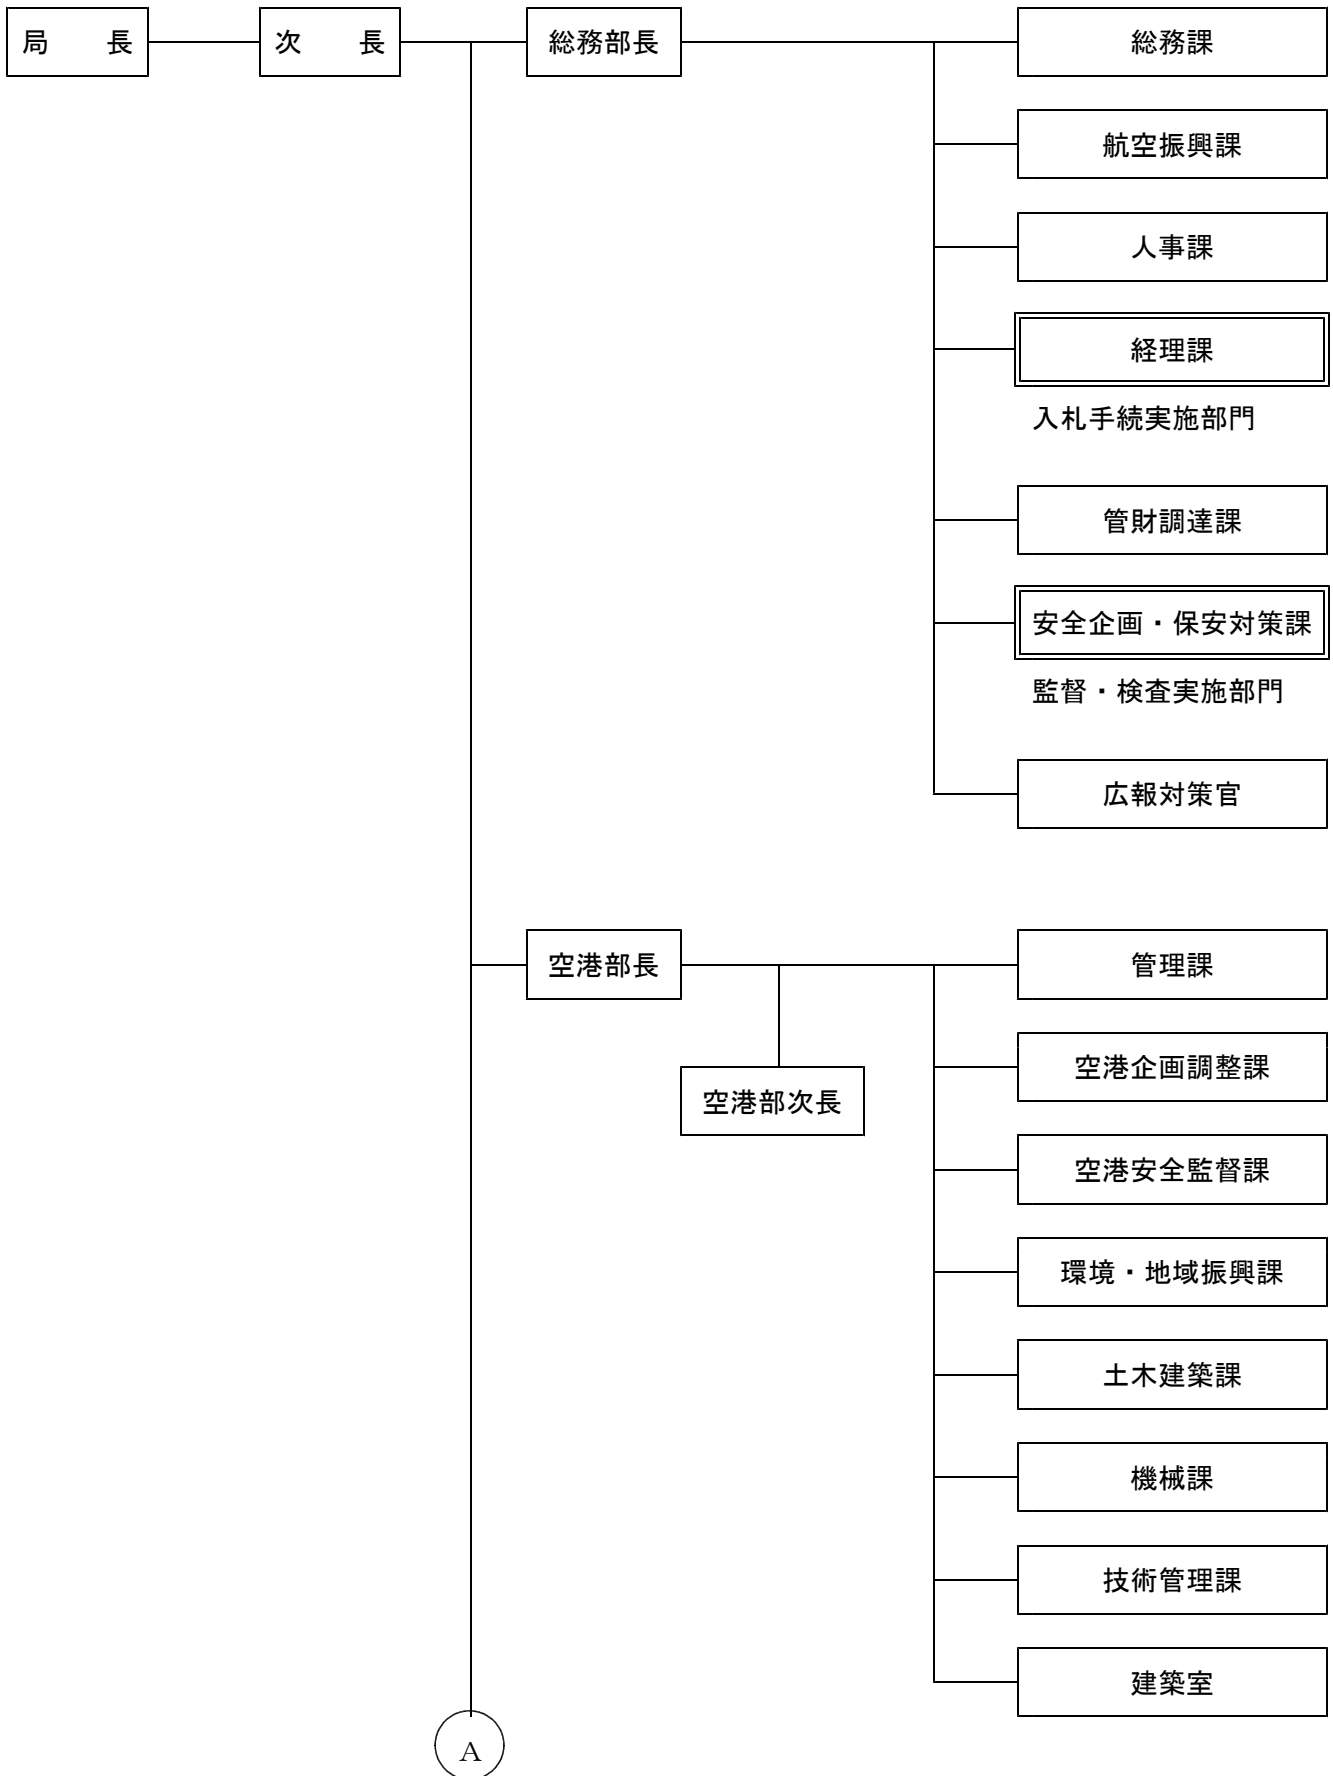 局　　長
次　　長
総務部長
総務課
航空振興課
人事課
経理課
入札手続実施部門
管財調達課
安全企画・保安対策課
監督・検査実施部門
広報対策官
空港部長
管理課
空港企画調整課
空港部次長
空港安全監督課
環境・地域振興課
土木建築課
機械課
技術管理課
建築室
A